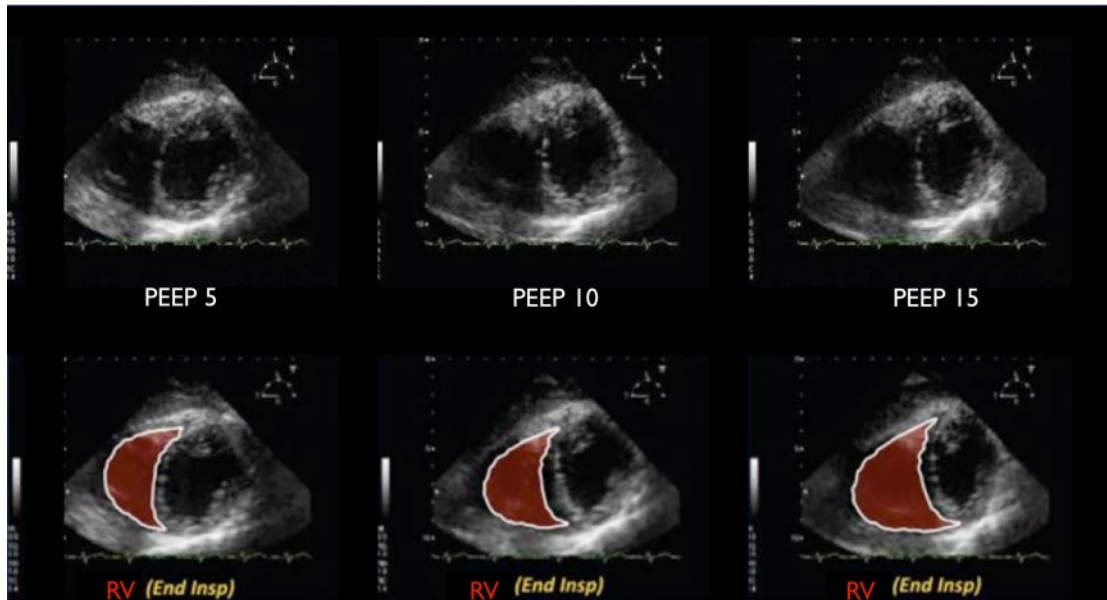 PEEP 5
PEEP 10
PEEP 15
RV (End Insp)
RV (End Insp)
RV (End Insp)